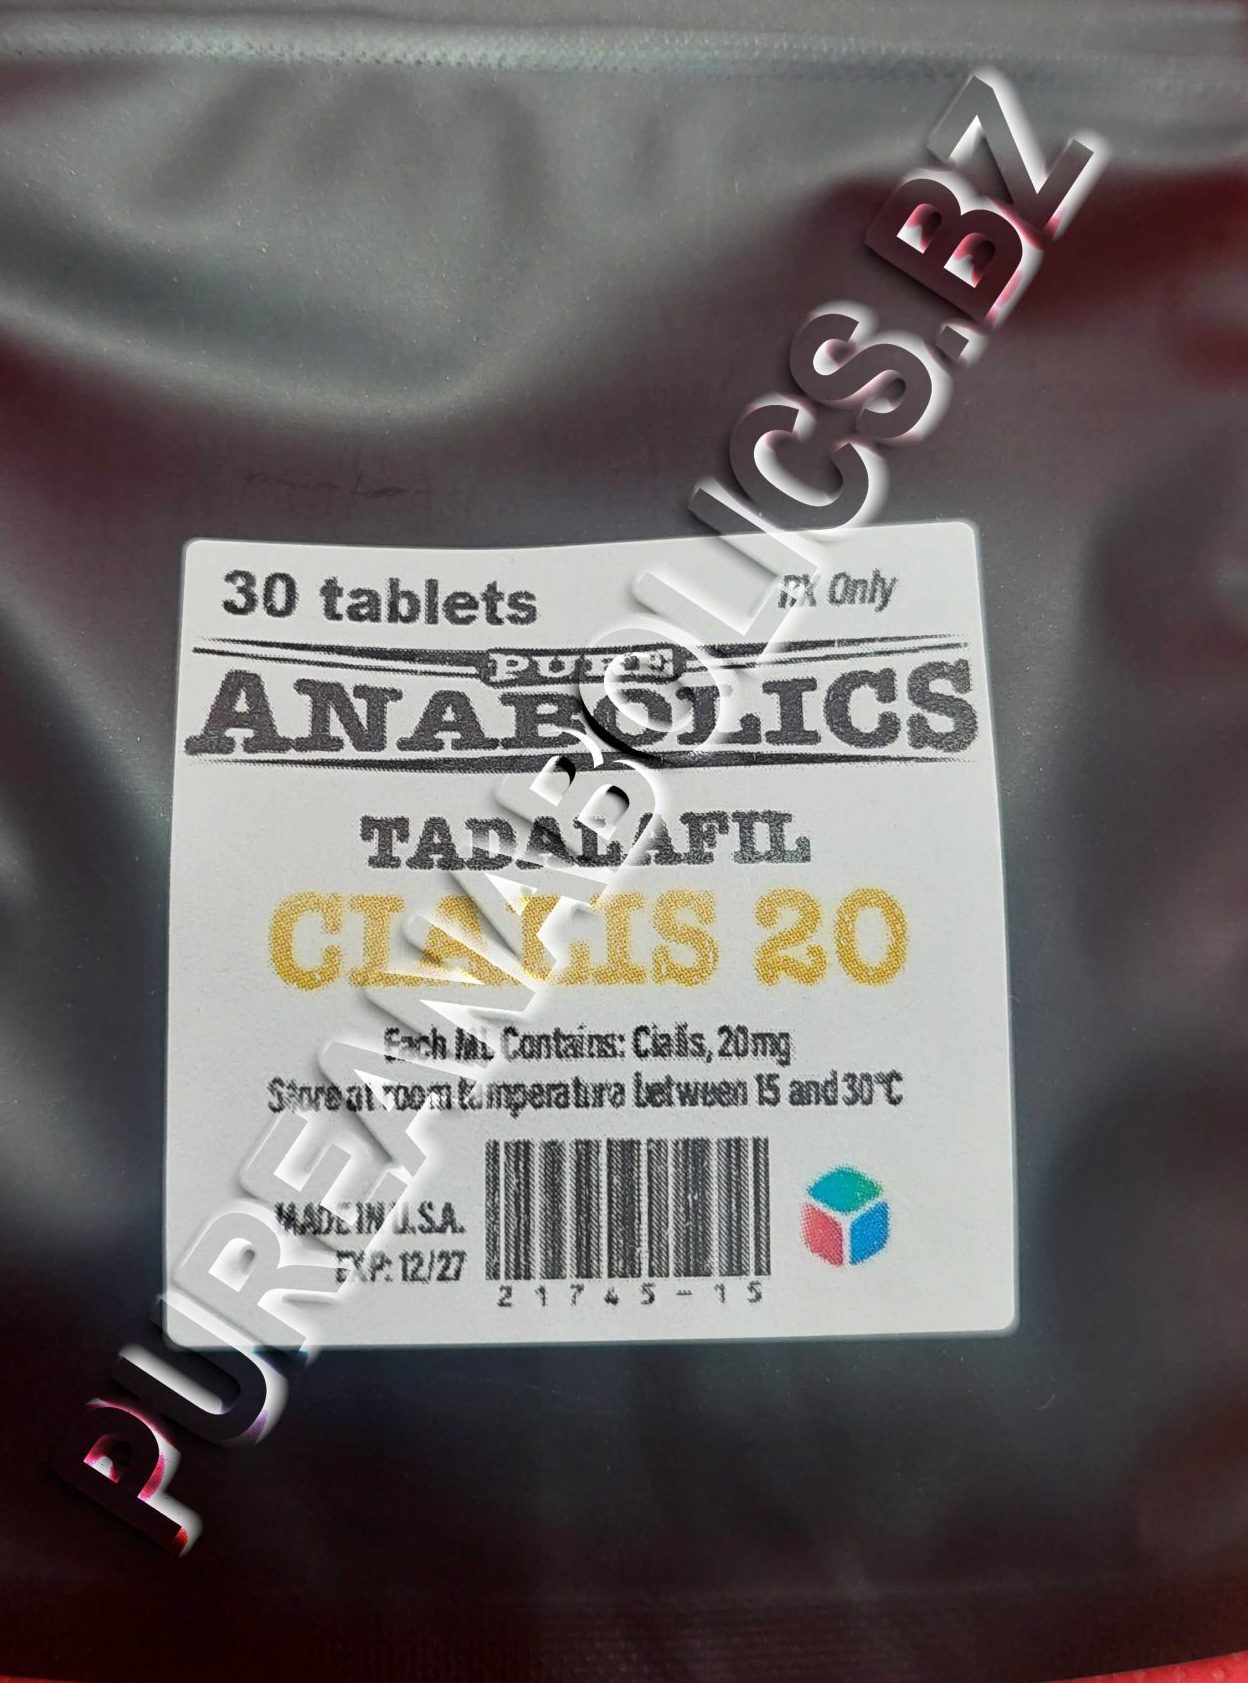 30 tablets
RX Only
PURE
ANABOLICS
TADALAFIL
CIALIS 20
Each ML Contains: Cialis, 20mg
Store at room temperature between 15 and 30°C
MADE IN U.S.A.
EXP: 12/27
21745-15
PUREANABOLICS.BZ